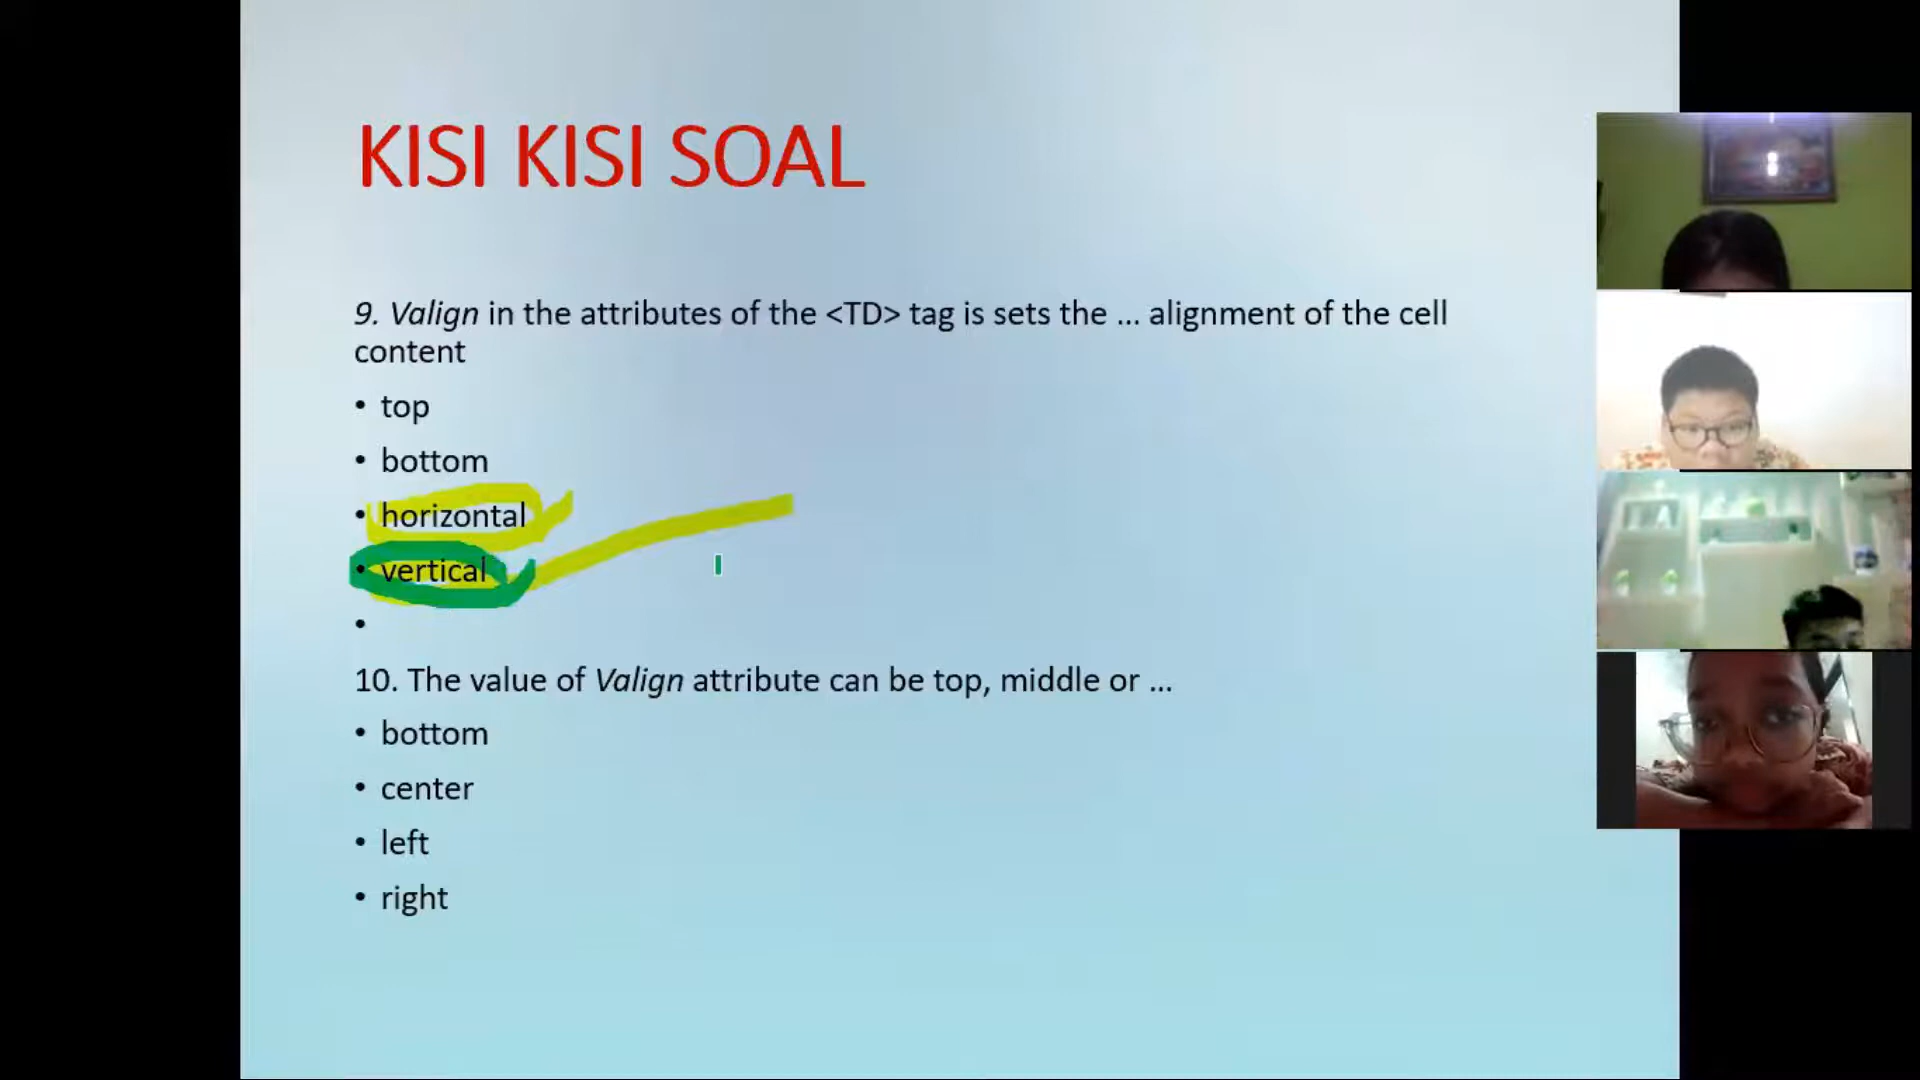 KISI KISI SOAL
9. Valign in the attributes of the <TD> tag is sets the ... alignment of the cell
content
• top
• bottom
• horizontal
• vertical
•
10. The value of Valign attribute can be top, middle or ...
• bottom
• center
• left
• right